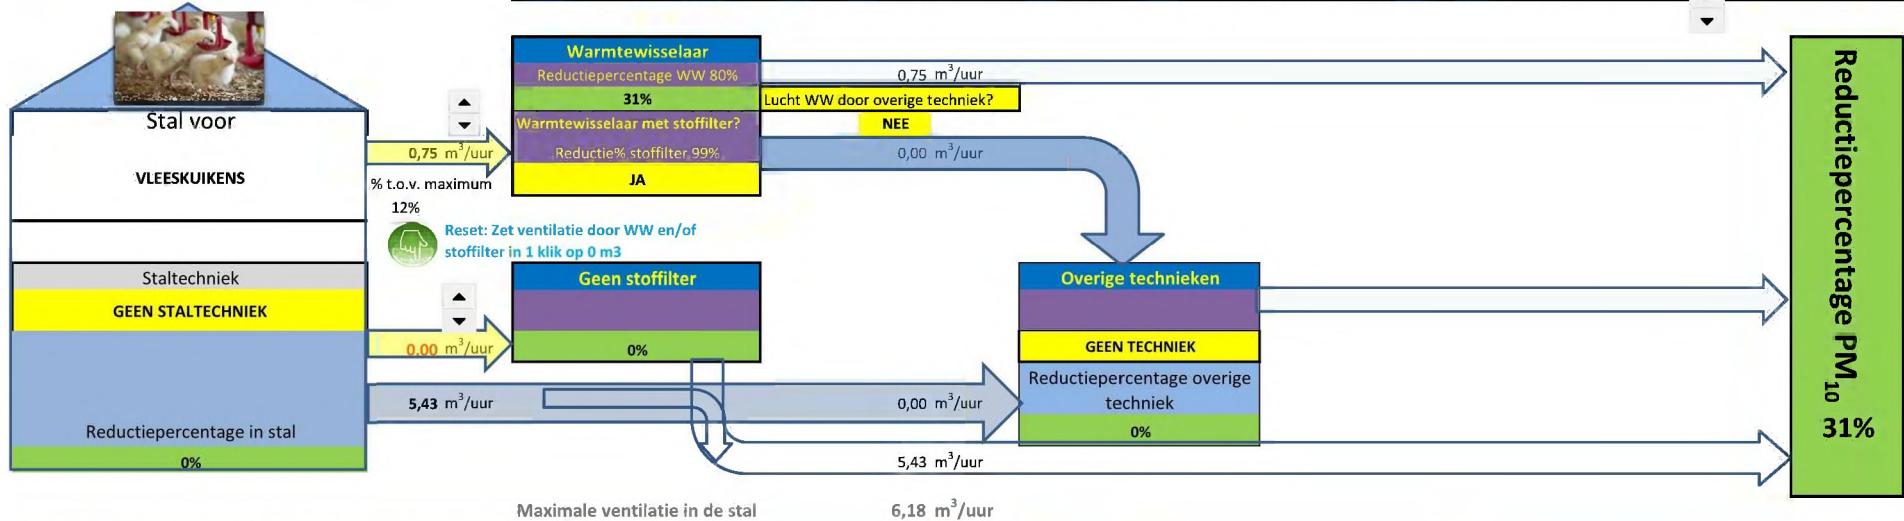 Stal voor
VLEESKUIKENS
Staltechniek
GEEN STALTECHNIEK
Reductiepercentage in stal
0%
0,75 m³/uur
% t.o.v. maximum
12%
Reset: Zet ventilatie door WW en/of
stoffilter in 1 klik op 0 m3
0,00 m³/uur
5,43 m³/uur
Warmtewisselaar
Reductiepercentage WW 80%
31%
Warmtewisselaar met stoffilter?
Reductie% stoffilter 99%
JA
Geen stoffilter
0%
0,75 m³/uur
Lucht WW door overige techniek?
NEE
0,00 m³/uur
0,00 m³/uur
5,43 m³/uur
Overige technieken
GEEN TECHNIEK
Reductiepercentage overige
techniek
0%
Maximale ventilatie in de stal 6,18 m³/uur
Reductiepercentage PM₁₀
31%